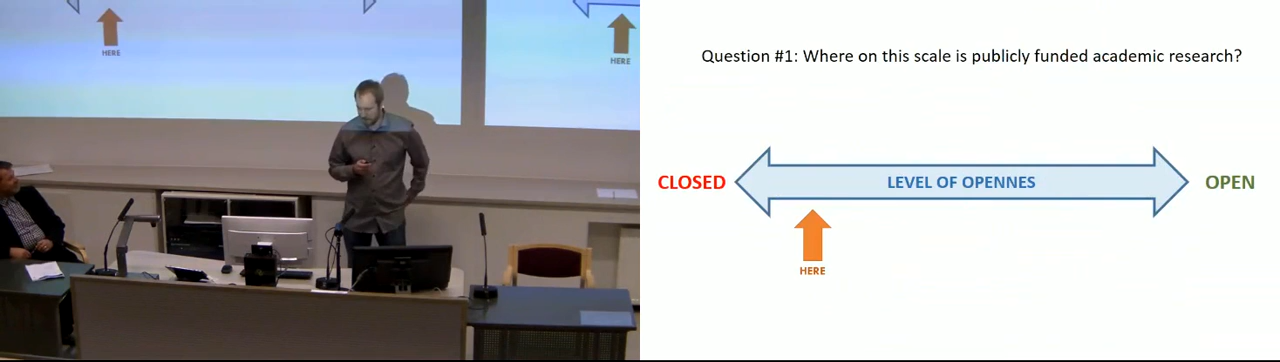 HERE
HERE
Question #1: Where on this scale is publicly funded academic research?
CLOSED
LEVEL OF OPENNES
OPEN
HERE